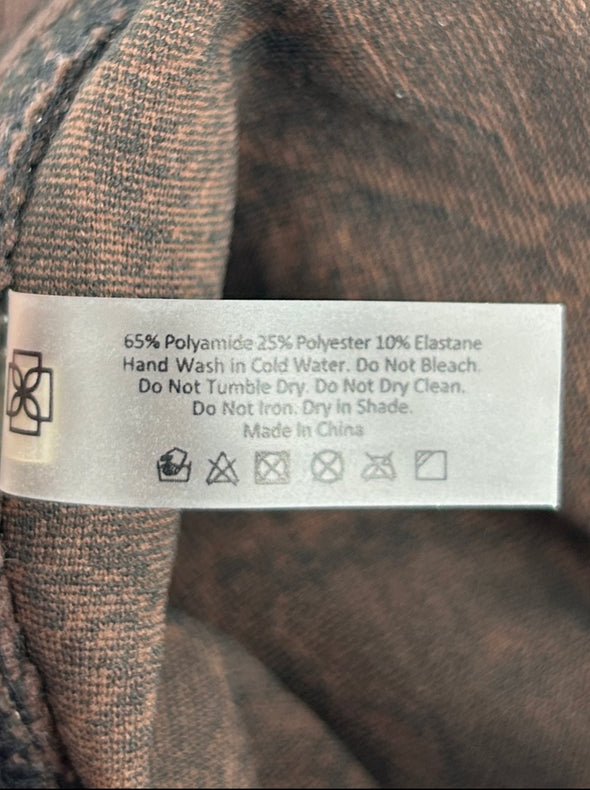 65% Polyamide 25% Polyester 10% Elastane
Hand Wash in Cold Water. Do Not Bleach.
Do Not Tumble Dry. Do Not Dry Clean.
Do Not Iron. Dry in Shade.
Made In China